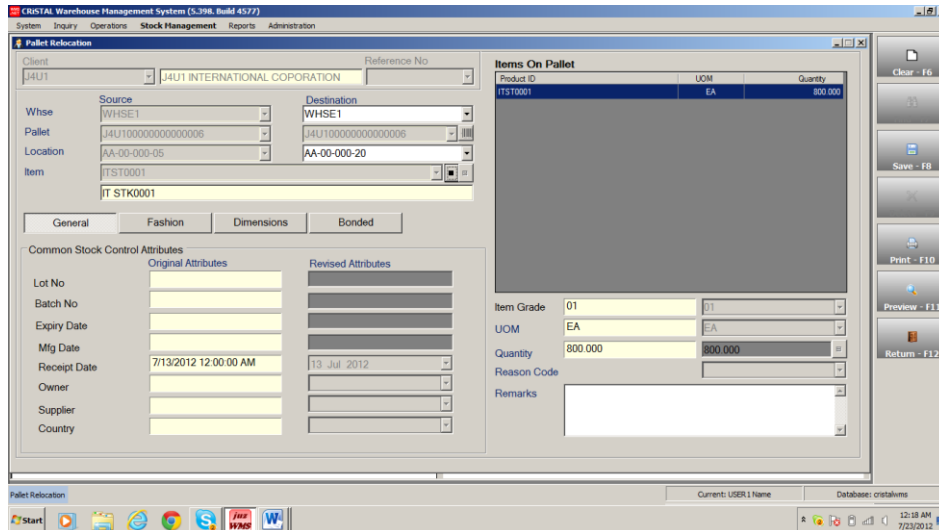 CRiSTAL Warehouse Management System (5.398. Build 4577)
System Inquiry Operations Stock Management Reports Administration
Pallet Relocation
Client
Reference No
J4U1
J4U1 INTERNATIONAL COPORATION
Source
Destination
Whse
WHSE1
WHSE1
Pallet
J4U100000000000006
J4U100000000000006
Location
AA-00-000-05
AA-00-000-20
Item
ITST0001
IT STK0001
General Fashion Dimensions Bonded
Common Stock Control Attributes
Original Attributes
Revised Attributes
Lot No
Batch No
Expiry Date
Mfg Date
Receipt Date
7/13/2012 12:00:00 AM
13 Jul 2012
Owner
Supplier
Country
Items On Pallet
Product ID UOM Quantity
ITST0001 EA 800.000
Item Grade
01
01
UOM
EA
EA
Quantity
800.000
800.000
Reason Code
Remarks
Clear - F6
Save - F8
Print - F10
Preview - F11
Return - F12
Pallet Relocation
Current: USER1 Name
Database: cristalwms
Start
juz
WMS
12:18 AM
7/23/2012